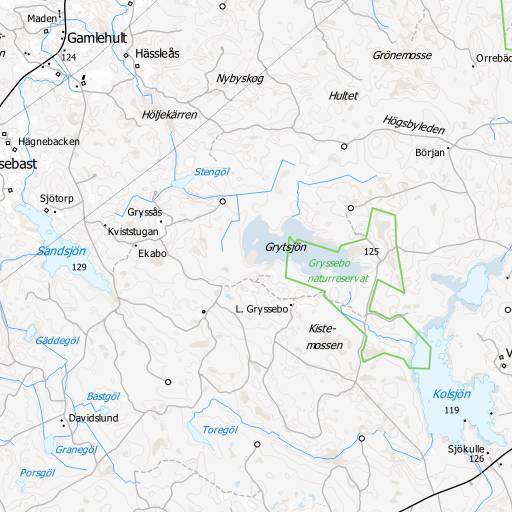 Maden
Gamlehult
124
Hässleås
Grönemosse
Orrebäc
Nybyskog
Hultet
Höljekärren
Högsbyleden
Hägnebacken
Början
sebast
Stengöl
Sjötorp
Gryssås
Kviststugan
Sandsjön
Ekabo
129
Grytsjön
125
Gryssebo
naturreservat
L. Gryssebo
Kiste-
mossen
Gäddegöl
V
Bastgöl
Kolsjön
119
Davidslund
Toregöl
Granegöl
Sjökulle
126
Porsgöl